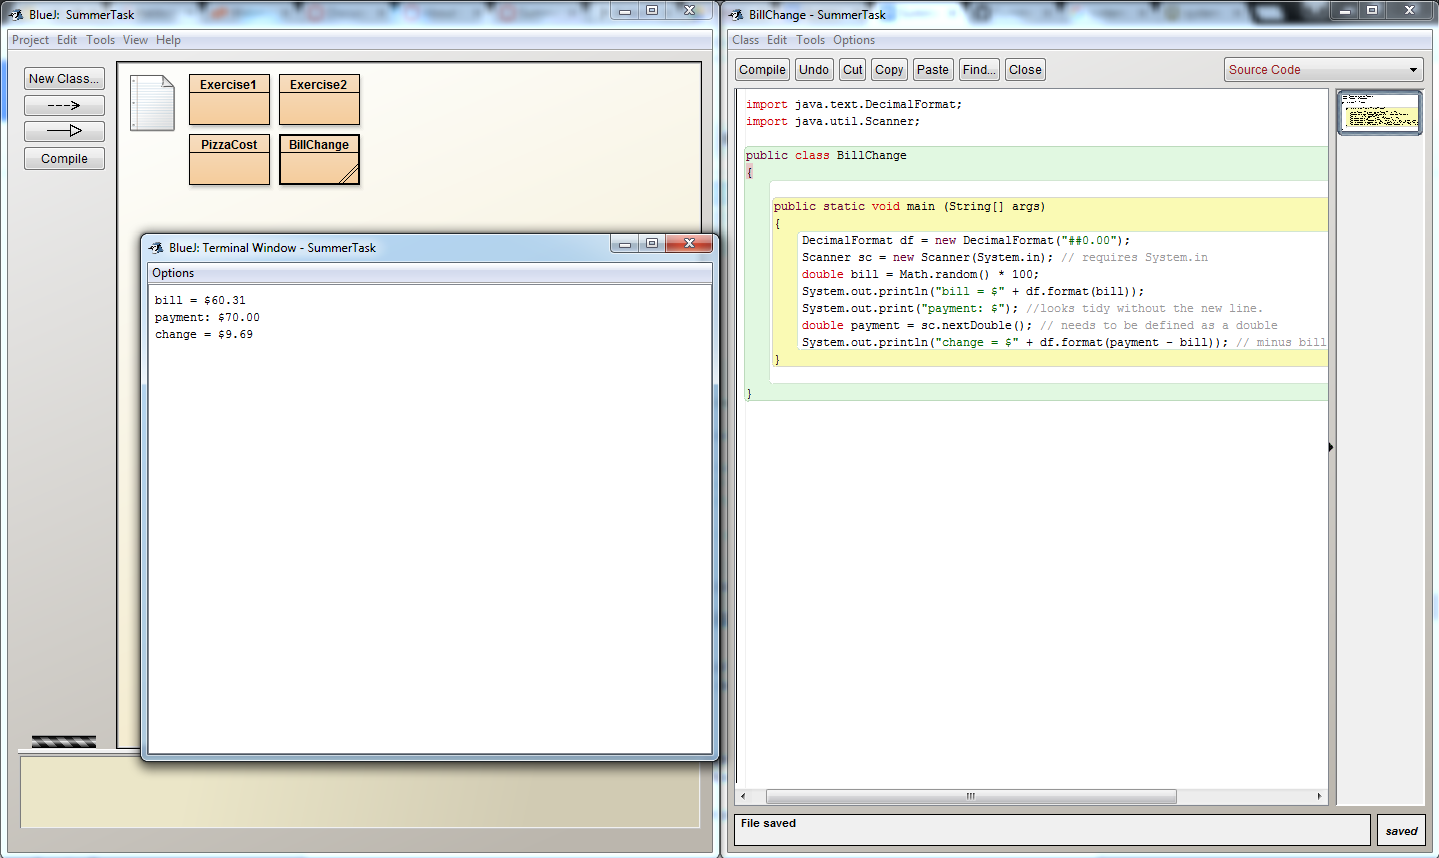 BlueJ: SummerTask
Project Edit Tools View Help
New Class...
Compile
Exercise1
Exercise2
PizzaCost
BillChange
BlueJ: Terminal Window - SummerTask
Options
bill = $60.31
payment: $70.00
change = $9.69
BillChange - SummerTask
Class Edit Tools Options
Compile Undo Cut Copy Paste Find... Close
Source Code
import java.text.DecimalFormat;
import java.util.Scanner;
public class BillChange
{
public static void main (String[] args)
{
DecimalFormat df = new DecimalFormat("##0.00");
Scanner sc = new Scanner(System.in); // requires System.in
double bill = Math.random() * 100;
System.out.println("bill = $" + df.format(bill));
System.out.print("payment: $"); //looks tidy without the new line.
double payment = sc.nextDouble(); // needs to be defined as a double
System.out.println("change = $" + df.format(payment - bill)); // minus bill
}
}
File saved
saved